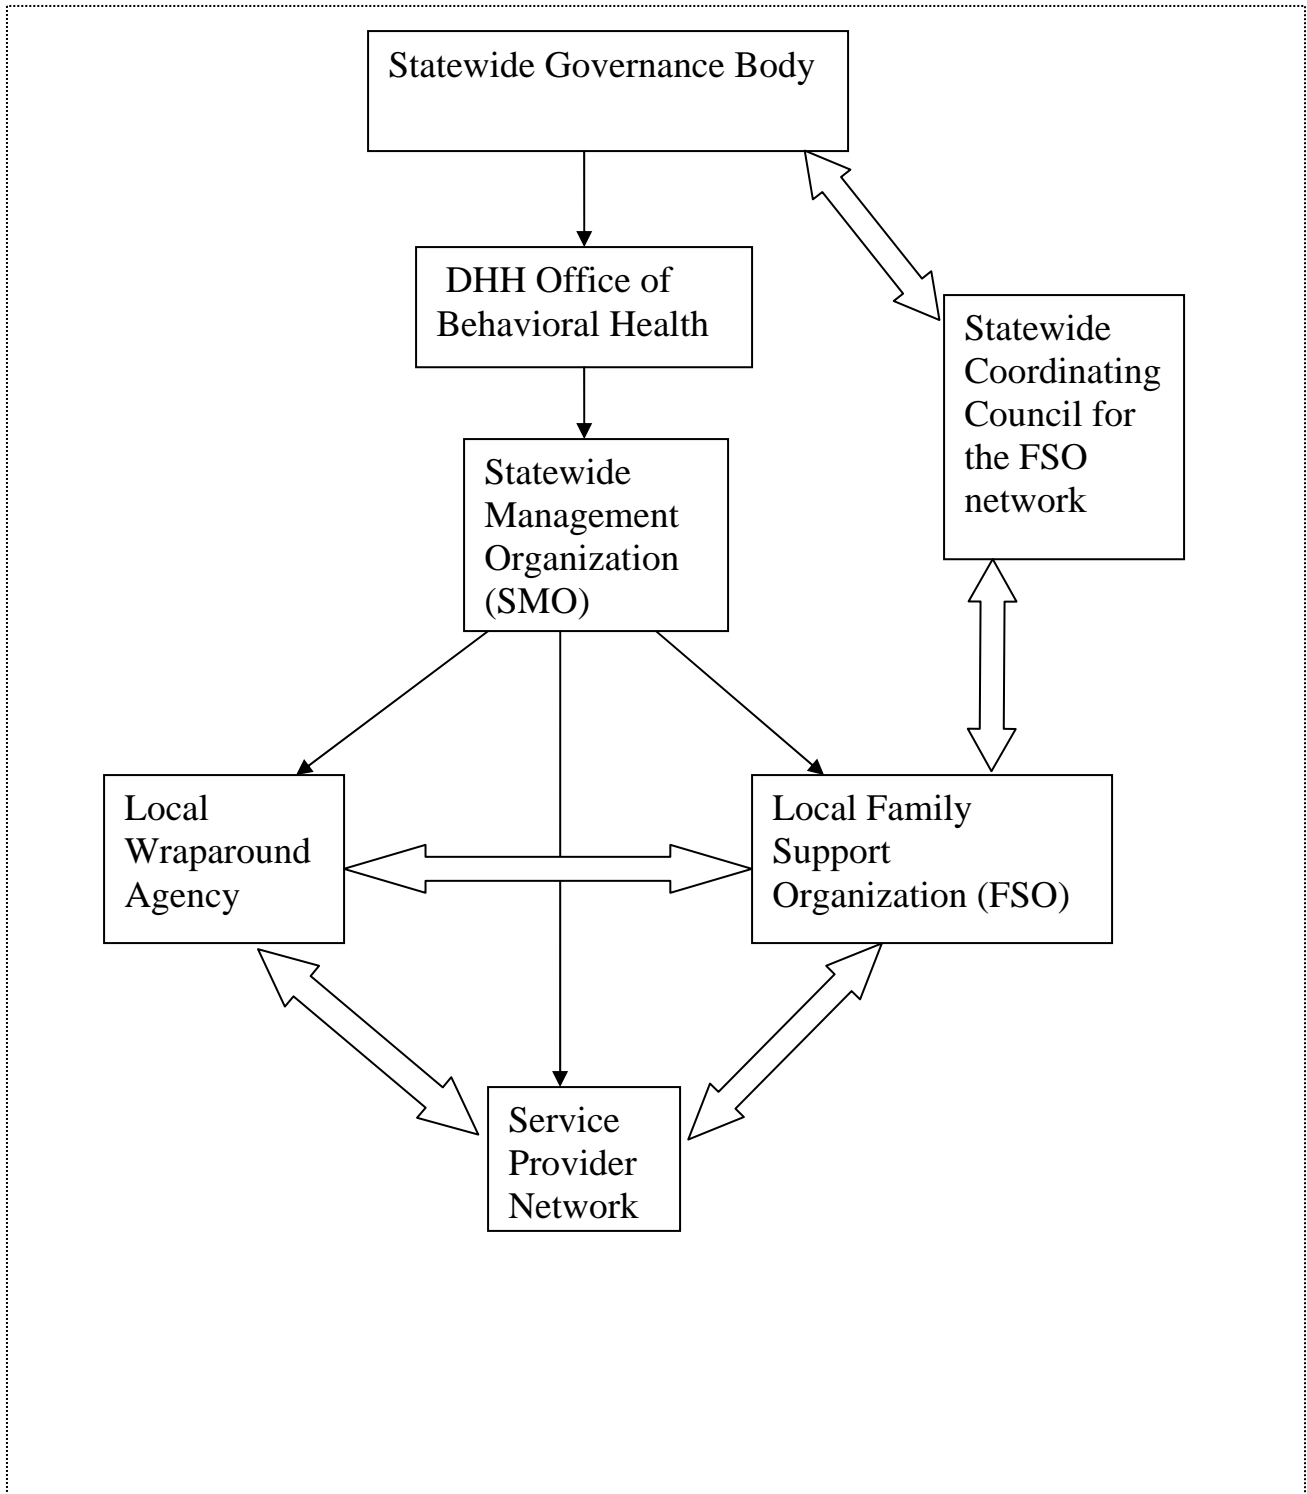 Statewide Governance Body
DHH Office of
Behavioral Health
Statewide
Coordinating
Council for
the FSO
network
Statewide
Management
Organization
(SMO)
Local
Wraparound
Agency
Local Family
Support
Organization (FSO)
Service
Provider
Network